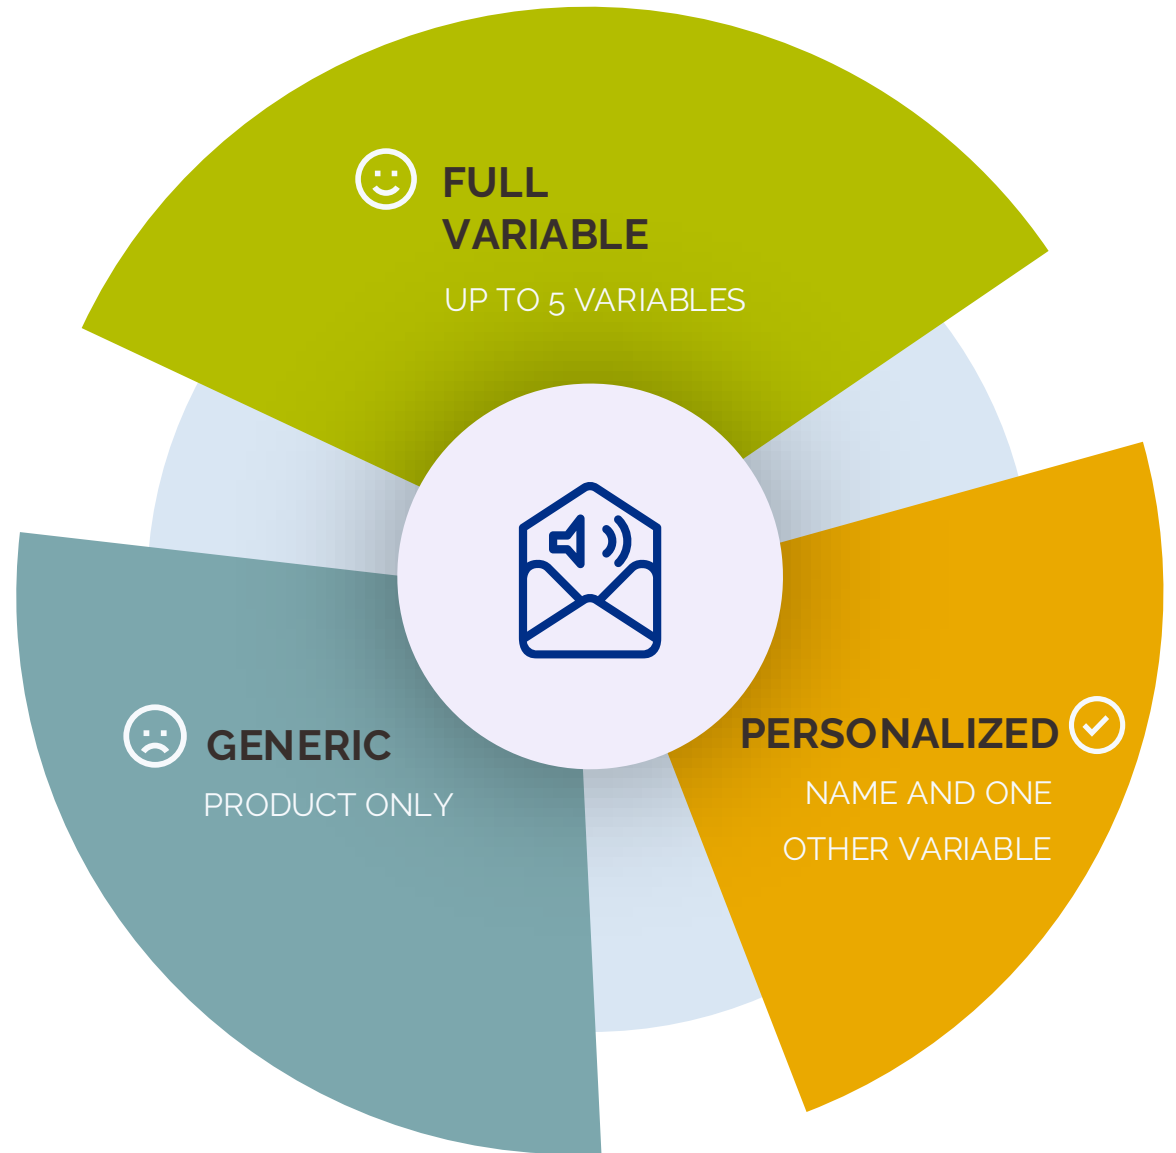 FULL
VARIABLE
UP TO 5 VARIABLES
GENERIC
PRODUCT ONLY
PERSONALIZED
NAME AND ONE
OTHER VARIABLE